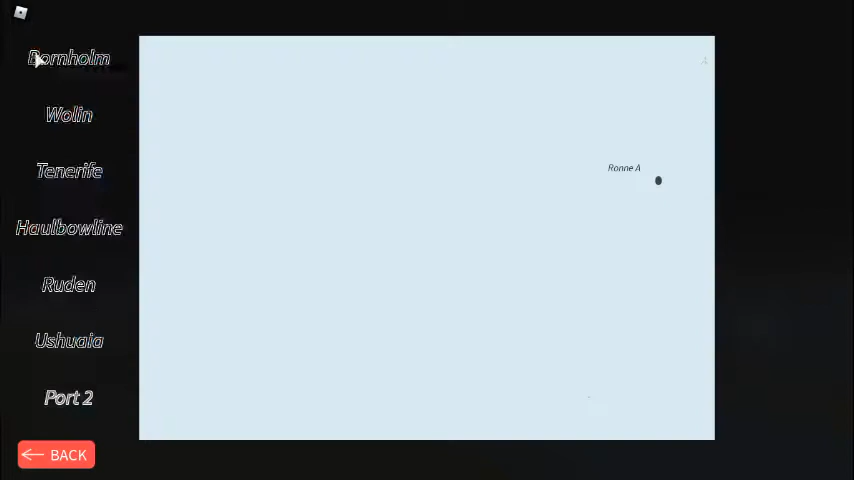 Bornholm
Wolin
Tenerife
Haulbowline
Ruden
Ushuaia
Port 2
BACK
Ronne A